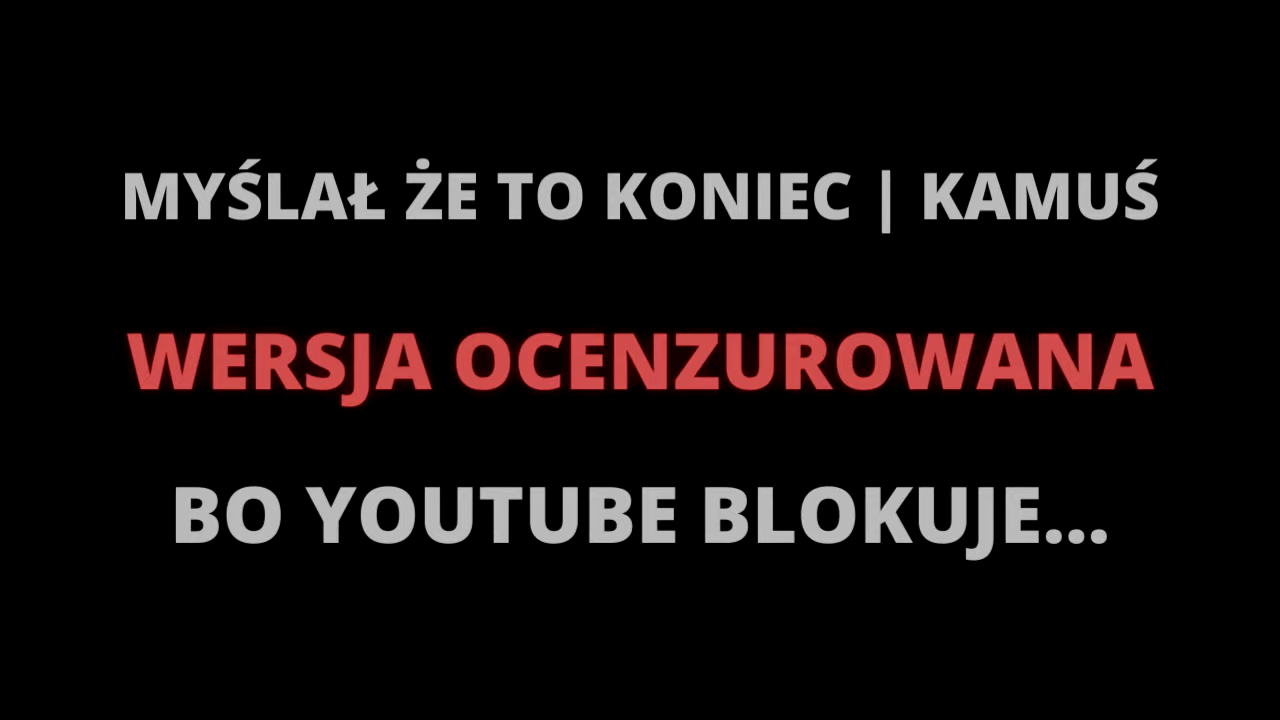 MYŚLAŁ ŻE TO KONIEC | KAMUŚ
WERSJA OCENZUROWANA
BO YOUTUBE BLOKUJE...